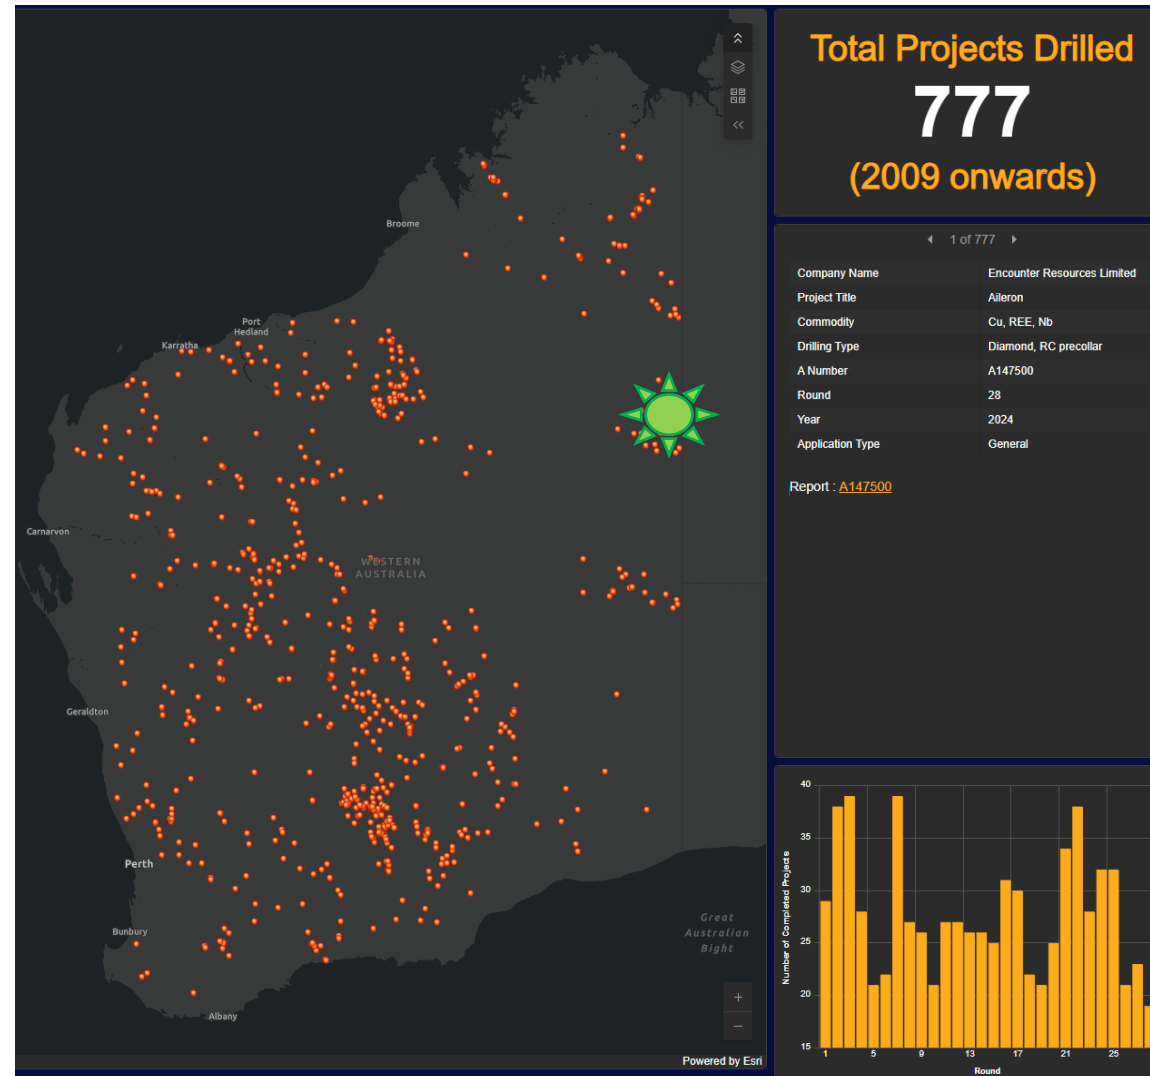 Broome
Port
Hedland
Karratha
Carnarvon
WESTERN
AUSTRALIA
Geraldton
Perth
Bunbury
Albany
Great
Australian
Bight
Powered by Esri
Total Projects Drilled
777
(2009 onwards)
1 of 777
Company Name Encounter Resources Limited
Project Title Aileron
Commodity Cu, REE, Nb
Drilling Type Diamond, RC precollar
A Number A147500
Round 28
Year 2024
Application Type General
Report : A147500
Number of Completed Projects
40
35
30
25
20
15
1 5 9 13 17 21 25
Round